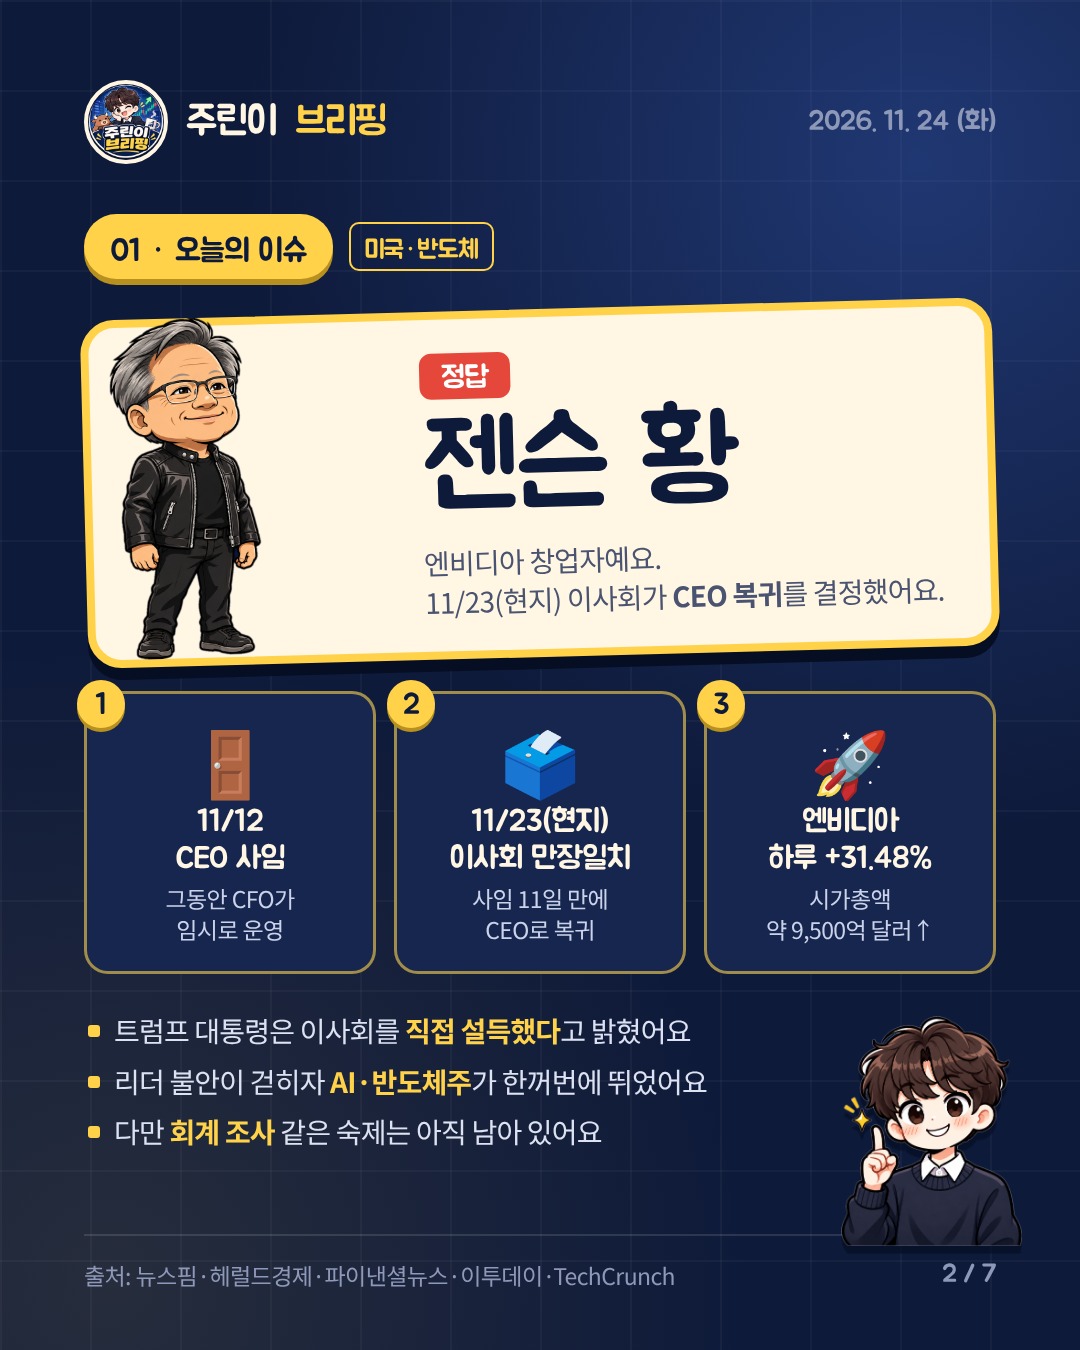 주린이 브리핑
주린이 브리핑
2026. 11. 24 (화)
01 · 오늘의 이슈
미국·반도체
정답
젠슨 황
엔비디아 창업자예요.
11/23(현지) 이사회가 CEO 복귀를 결정했어요.
1
11/12
CEO 사임
그동안 CFO가
임시로 운영
2
11/23(현지)
이사회 만장일치
사임 11일 만에
CEO로 복귀
3
엔비디아
하루 +31.48%
시가총액
약 9,500억 달러↑
트럼프 대통령은 이사회를 직접 설득했다고 밝혔어요
리더 불안이 걷히자 AI·반도체주가 한꺼번에 뛰었어요
다만 회계 조사 같은 숙제는 아직 남아 있어요
출처: 뉴스핌·헤럴드경제·파이낸셜뉴스·이투데이·TechCrunch
2 / 7